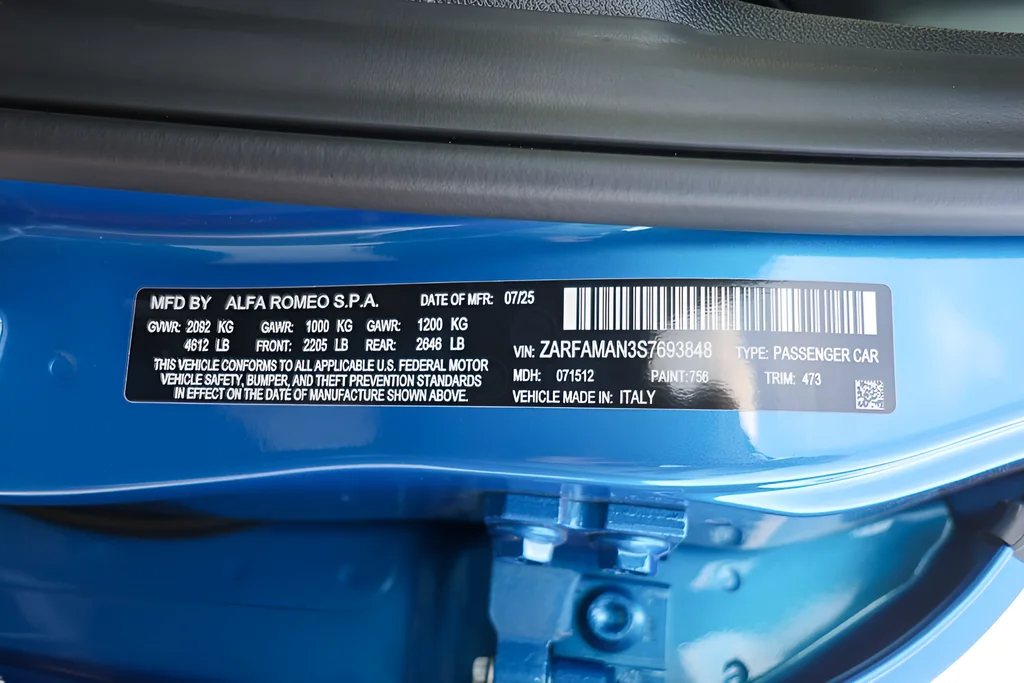 MFD BY ALFA ROMEO S.P.A. DATE OF MFR: 07/25
GVWR: 2092 KG GAWR: 1000 KG GAWR: 1200 KG
4612 LB FRONT: 2205 LB REAR: 2646 LB
THIS VEHICLE CONFORMS TO ALL APPLICABLE U.S. FEDERAL MOTOR
VEHICLE SAFETY, BUMPER, AND THEFT PREVENTION STANDARDS
IN EFFECT ON THE DATE OF MANUFACTURE SHOWN ABOVE.
VIN: ZARFAMAN3S7693848 TYPE: PASSENGER CAR
MDH: 071512 PAINT: 756 TRIM: 473
VEHICLE MADE IN: ITALY